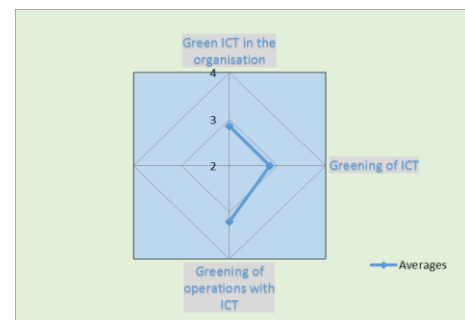 Green ICT in the
organisation
4
3
2
Greening of ICT
Averages
Greening of
operations with
ICT